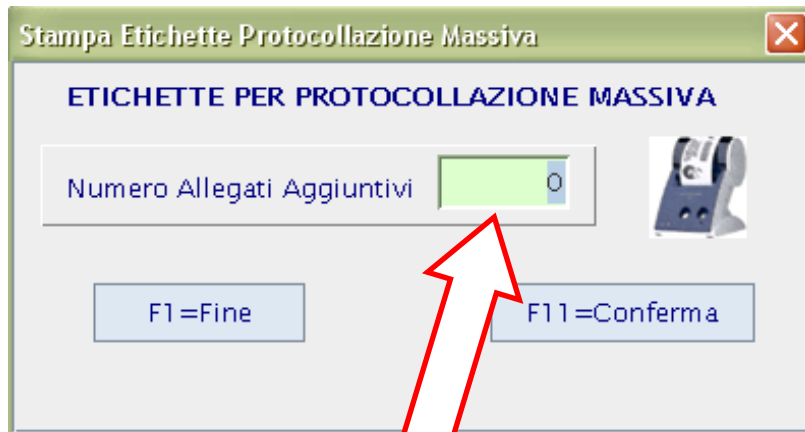 Stampa Etichette Protocollazione Massiva
ETICHETTE PER PROTOCOLLAZIONE MASSIVA
Numero Allegati Aggiuntivi 0
F1=Fine F11=Conferma